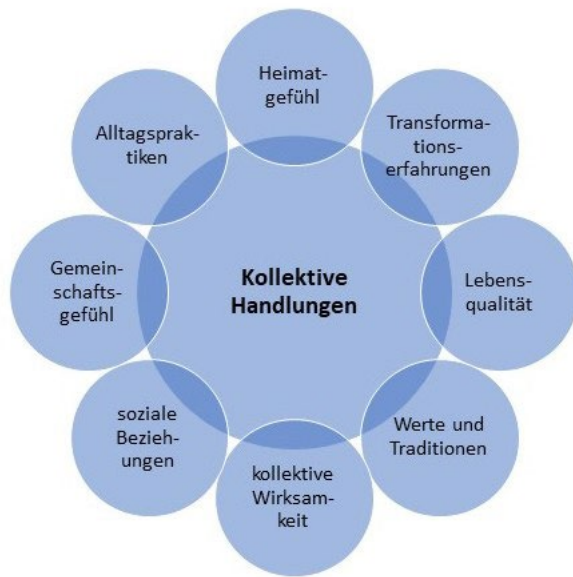 Heimat-
gefühl
Transforma-
tions-
erfahrungen
Lebens-
qualität
Werte und
Traditionen
kollektive
Wirksam-
keit
soziale
Bezieh-
ungen
Gemein-
schafts-
gefühl
Alltagsprak-
tiken
Kollektive
Handlungen